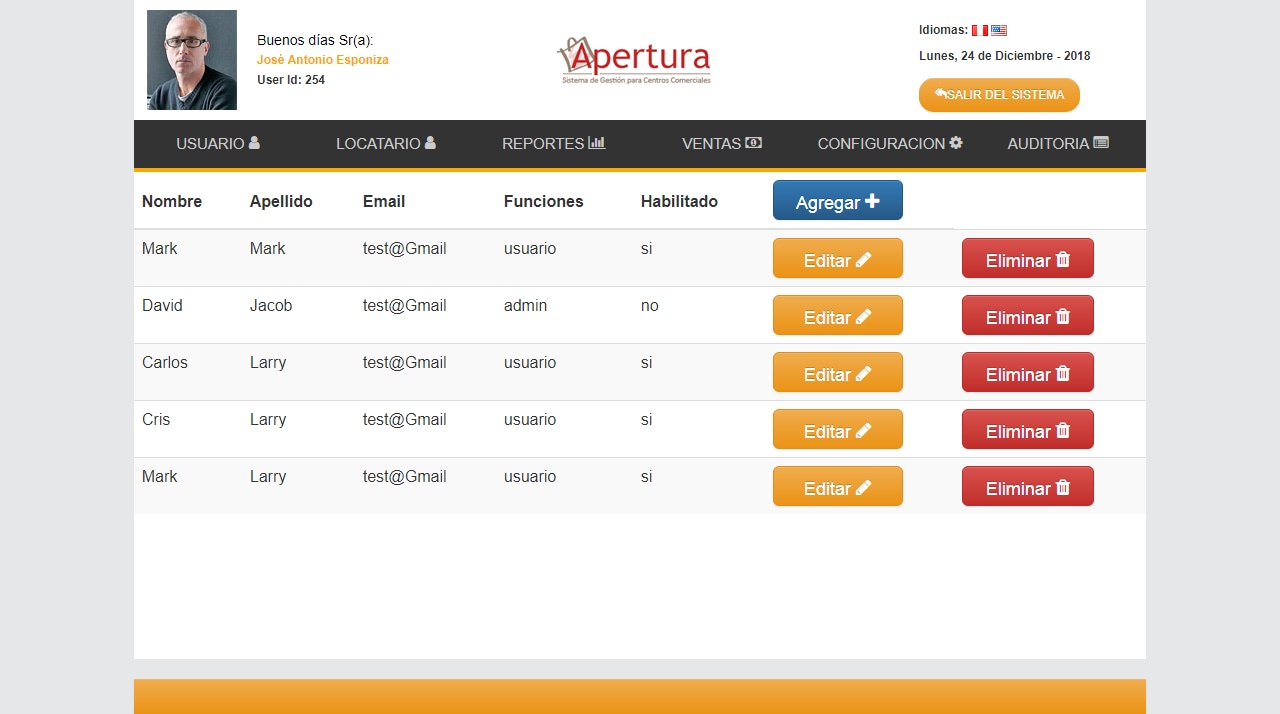 Buenos días Sr(a):
José Antonio Esponiza
User Id: 254
Apertura
Sistema de Gestión para Centros Comerciales
Idiomas:
Lunes, 24 de Diciembre - 2018
SALIR DEL SISTEMA
USUARIO LOCATARIO REPORTES VENTAS CONFIGURACION AUDITORIA
Nombre Apellido Email Funciones Habilitado Agregar
Mark Mark test@Gmail usuario si Editar Eliminar
David Jacob test@Gmail admin no Editar Eliminar
Carlos Larry test@Gmail usuario si Editar Eliminar
Cris Larry test@Gmail usuario si Editar Eliminar
Mark Larry test@Gmail usuario si Editar Eliminar